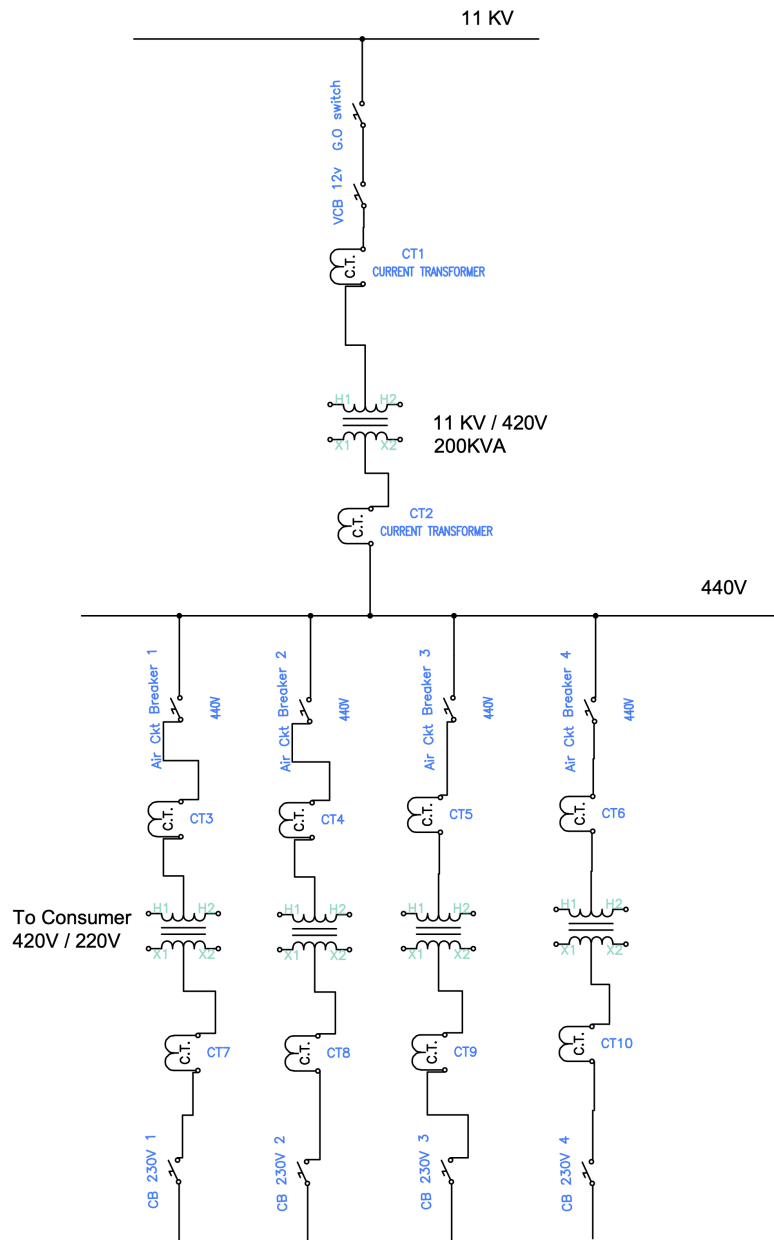 11 KV
G.O switch
VCB 12v
C.T.
CT1
CURRENT TRANSFORMER
H1 H2
X1 X2
11 KV / 420V
200KVA
C.T.
CT2
CURRENT TRANSFORMER
440V
Air Ckt Breaker 1
440V
Air Ckt Breaker 2
440V
Air Ckt Breaker 3
440V
Air Ckt Breaker 4
440V
C.T.
CT3
C.T.
CT4
C.T.
CT5
C.T.
CT6
To Consumer
420V / 220V
H1 H2
X1 X2
H1 H2
X1 X2
H1 H2
X1 X2
H1 H2
X1 X2
C.T.
CT7
C.T.
CT8
C.T.
CT9
C.T.
CT10
CB 230V 1
CB 230V 2
CB 230V 3
CB 230V 4